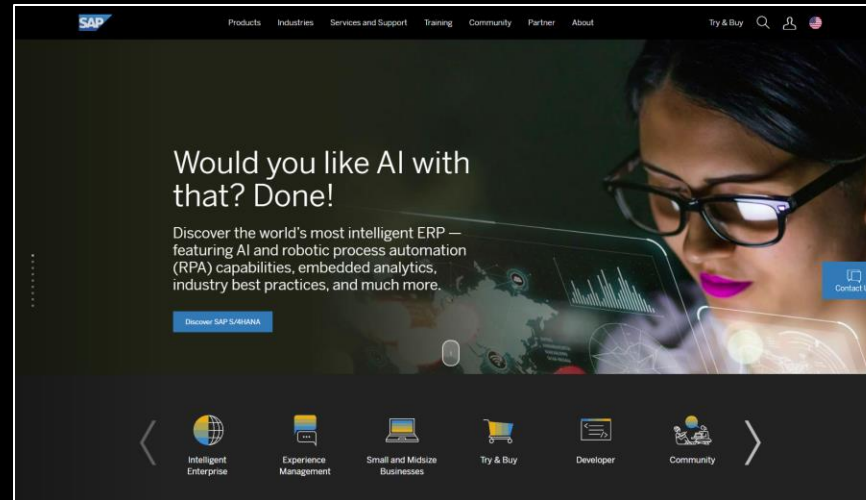 SAP
Products Industries Services and Support Training Community Partner About Try & Buy
Would you like AI with
that? Done!
Discover the world's most intelligent ERP —
featuring AI and robotic process automation
(RPA) capabilities, embedded analytics,
industry best practices, and much more.
Contact
Discover SAP S/4HANA
Intelligent
Enterprise
Experience
Management
Small and Midsize
Businesses
Try & Buy
Developer
Community